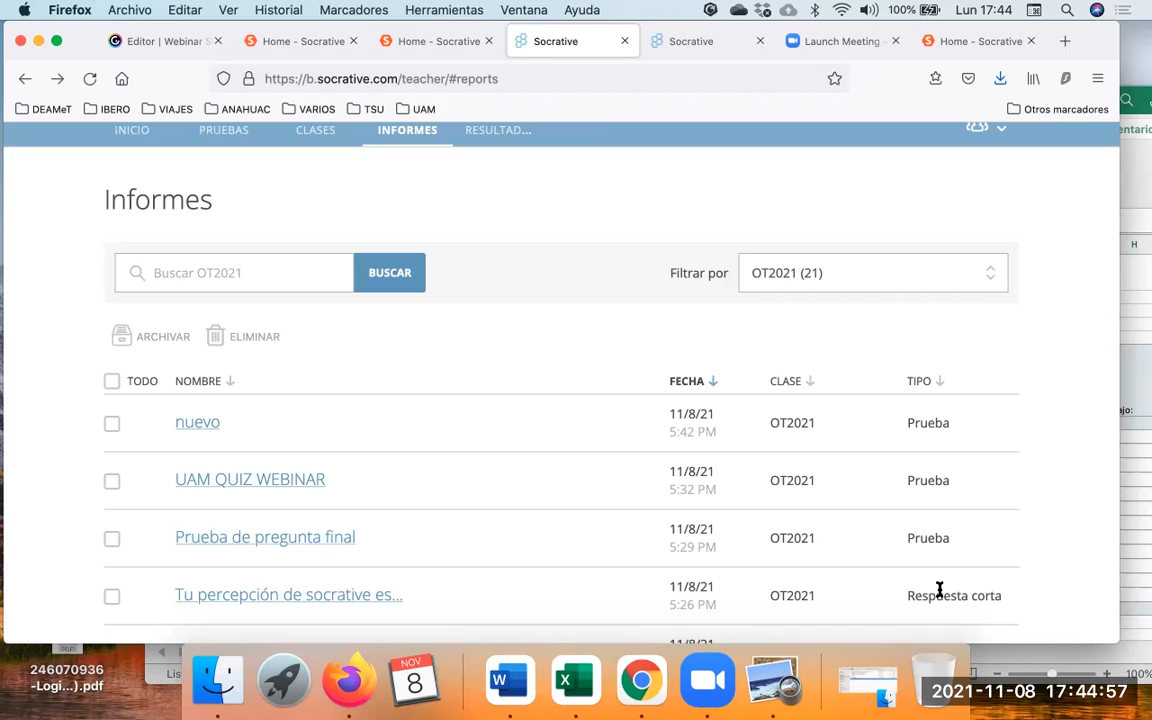 Firefox Archivo Editar Ver Historial Marcadores Herramientas Ventana Ayuda 100% Lun 17:44
Editor | Webinar S Home - Socrative Home - Socrative Socrative Socrative Launch Meeting - Home - Socrative
https://b.socrative.com/teacher/#reports
DEAMeT IBERO VIAJES ANAHUAC VARIOS TSU UAM Otros marcadores
INICIO PRUEBAS CLASES INFORMES RESULTAD...
entario
Informes
H
Buscar OT2021 BUSCAR Filtrar por OT2021 (21)
ARCHIVAR ELIMINAR
TODO NOMBRE FECHA CLASE TIPO
ajo:
nuevo 11/8/21 OT2021 Prueba
5:42 PM
UAM QUIZ WEBINAR 11/8/21 OT2021 Prueba
5:32 PM
Prueba de pregunta final 11/8/21 OT2021 Prueba
5:29 PM
Tu percepción de socrative es... 11/8/21 OT2021 Respuesta corta
5:26 PM
PDF
246070936
-Logi...).pdf
Lis
NOV
8
W
X
100%
2021-11-08 17:44:57